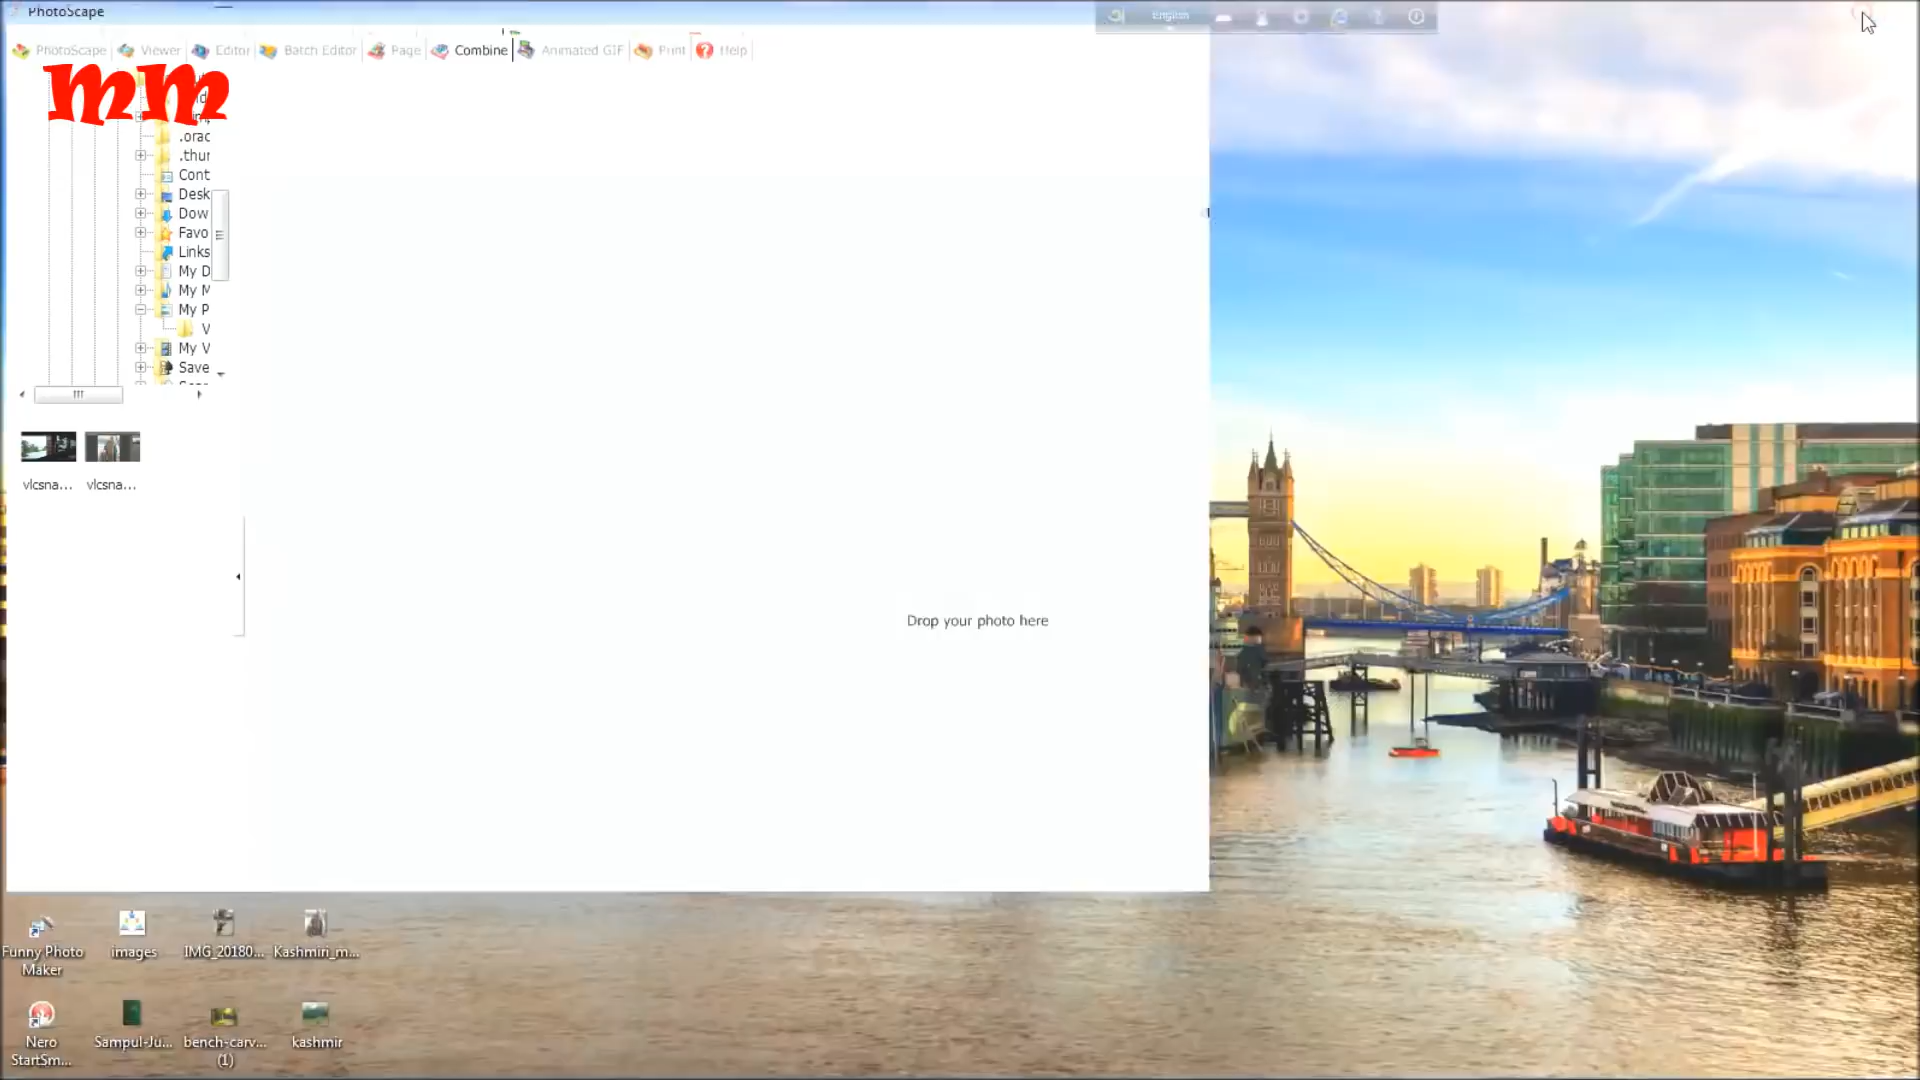 PhotoScape
English
PhotoScape Viewer Editor Batch Editor Page Combine Animated GIF Print Help
mm
.orac
.thur
Cont
Desk
Dow
Favo
Links
My D
My M
My P
V
My V
Save
vlcsna... vlcsna...
Drop your photo here
Funny Photo Maker
images
IMG_20180...
Kashmiri_m...
Nero StartSm...
Sampul-Ju...
bench-carv... (1)
kashmir